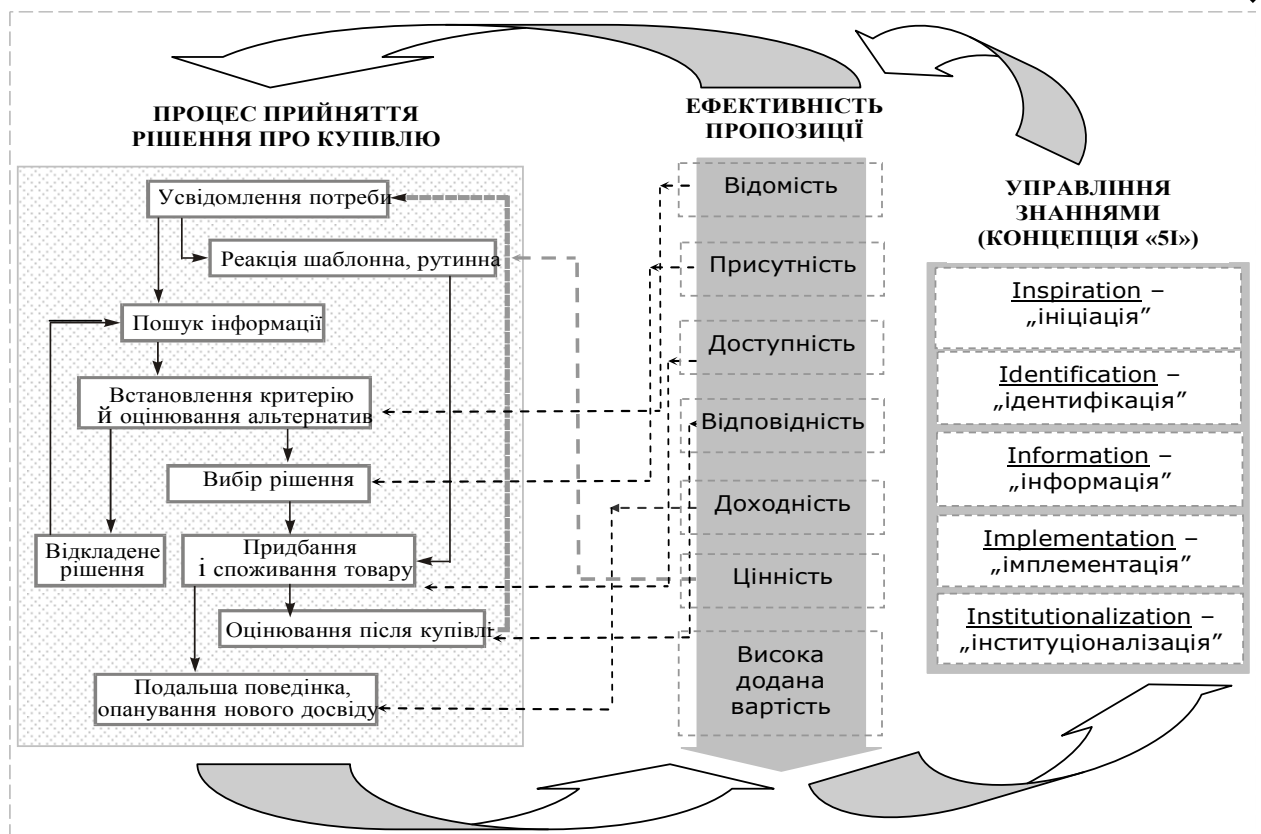 ПРОЦЕС ПРИЙНЯТТЯ
РІШЕННЯ ПРО КУПІВЛЮ
Усвідомлення потреби
Реакція шаблонна, рутинна
Пошук інформації
Встановлення критерію
й оцінювання альтернатив
Вибір рішення
Відкладене
рішення
Придбання
і споживання товару
Оцінювання після купівлі
Подальша поведінка,
опанування нового досвіду
ЕФЕКТИВНІСТЬ
ПРОПОЗИЦІЇ
Відомість
Присутність
Доступність
Відповідність
Доходність
Цінність
Висока
додана
вартість
УПРАВЛІННЯ
ЗНАННЯМИ
(КОНЦЕПЦІЯ «5І»)
Inspiration –
„ініціація”
Identification –
„ідентифікація”
Information –
„інформація”
Implementation –
„імплементація”
Institutionalization –
„інституціоналізація”